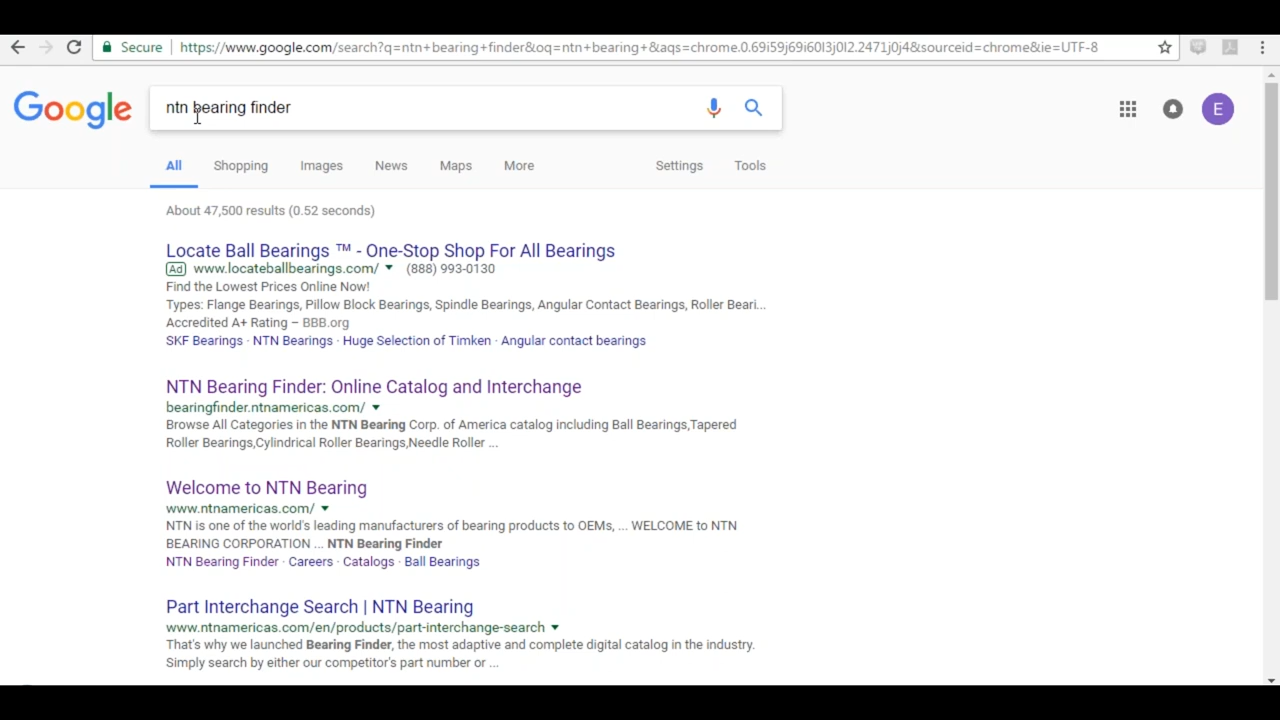 Secure https://www.google.com/search?q=ntn+bearing+finder&oq=ntn+bearing+&aqs=chrome.0.69i59j69i60l3j0l2.2471j0j4&sourceid=chrome&ie=UTF-8
Google ntn bearing finder E
All Shopping Images News Maps More Settings Tools
About 47,500 results (0.52 seconds)
Locate Ball Bearings ™ - One-Stop Shop For All Bearings
Ad www.locateballbearings.com/ (888) 993-0130
Find the Lowest Prices Online Now!
Types: Flange Bearings, Pillow Block Bearings, Spindle Bearings, Angular Contact Bearings, Roller Beari...
Accredited A+ Rating – BBB.org
SKF Bearings · NTN Bearings · Huge Selection of Timken · Angular contact bearings
NTN Bearing Finder: Online Catalog and Interchange
bearingfinder.ntnamericas.com/
Browse All Categories in the NTN Bearing Corp. of America catalog including Ball Bearings,Tapered
Roller Bearings,Cylindrical Roller Bearings,Needle Roller ...
Welcome to NTN Bearing
www.ntnamericas.com/
NTN is one of the world's leading manufacturers of bearing products to OEMs, ... WELCOME to NTN
BEARING CORPORATION ... NTN Bearing Finder
NTN Bearing Finder · Careers · Catalogs · Ball Bearings
Part Interchange Search | NTN Bearing
www.ntnamericas.com/en/products/part-interchange-search
That's why we launched Bearing Finder, the most adaptive and complete digital catalog in the industry.
Simply search by either our competitor's part number or ...